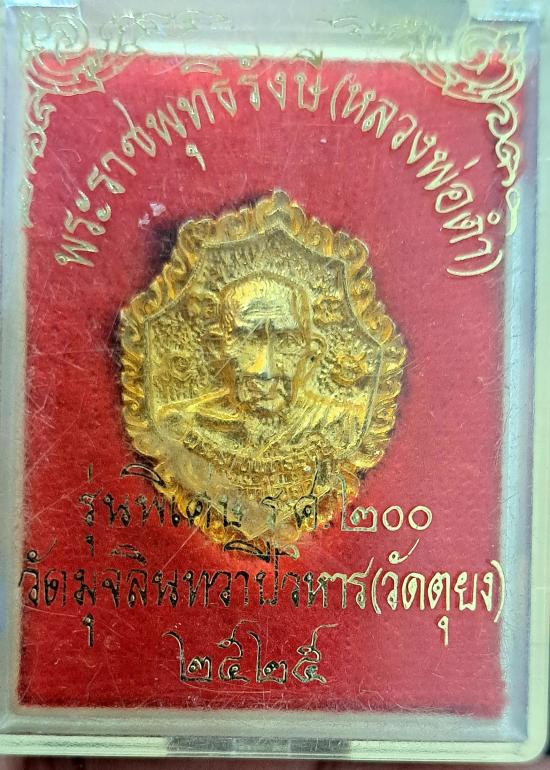 พระราชพุทธิรังษี(หลวงพ่อดำ)
รุ่นพิเศษ ร.ศ.๒๐๐
วัดมุจลินทวาปีวิหาร(วัดตุยง)
๒๕๒๕